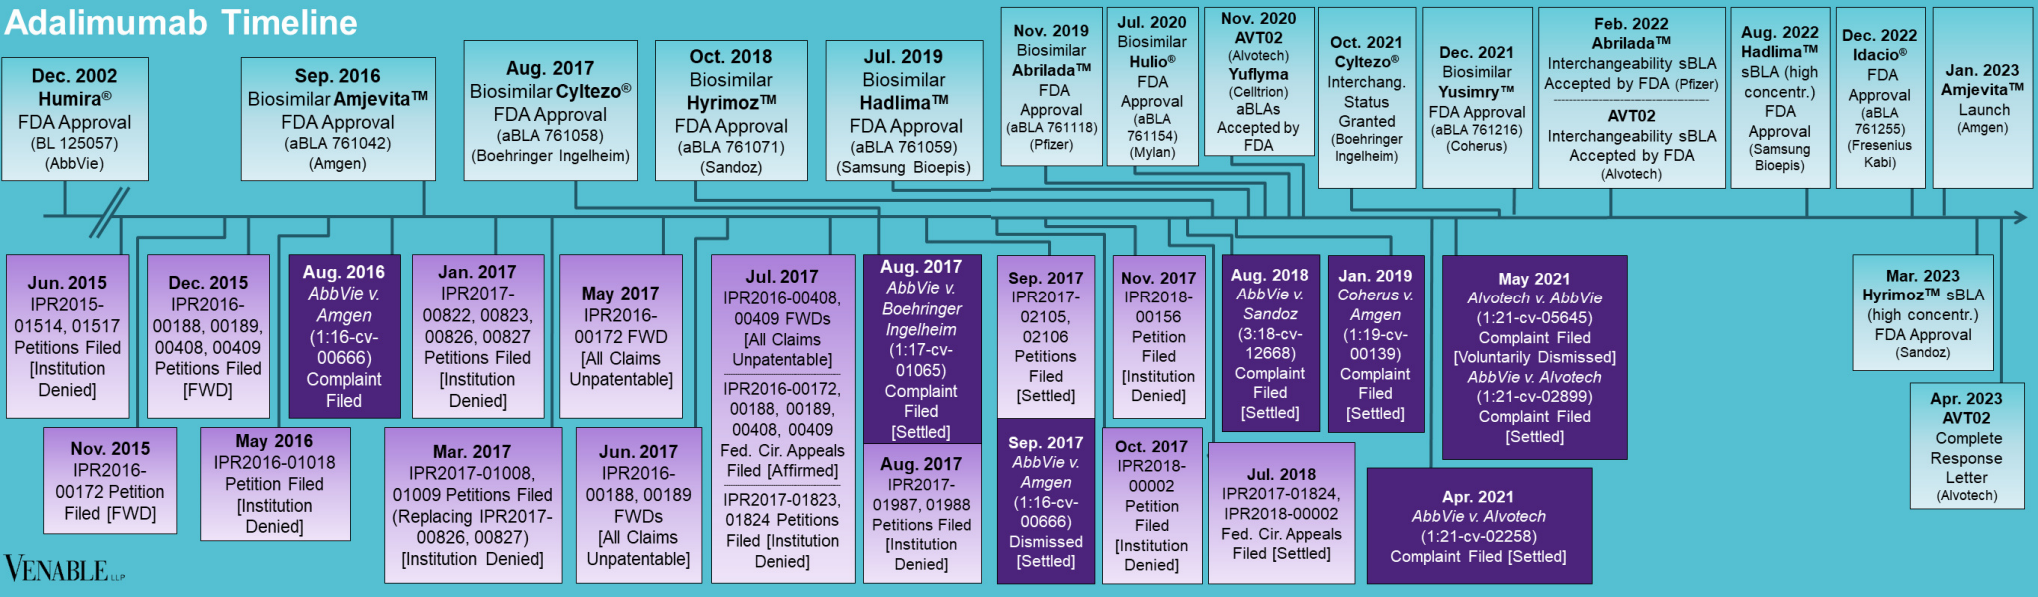 Adalimumab Timeline
Dec. 2002
Humira®
FDA Approval
(BL 125057)
(AbbVie)
Sep. 2016
Biosimilar Amjevita™
FDA Approval
(aBLA 761042)
(Amgen)
Aug. 2017
Biosimilar Cyltezo®
FDA Approval
(aBLA 761058)
(Boehringer Ingelheim)
Oct. 2018
Biosimilar
Hyrimoz™
FDA Approval
(aBLA 761071)
(Sandoz)
Jul. 2019
Biosimilar
Hadlima™
FDA Approval
(aBLA 761059)
(Samsung Bioepis)
Nov. 2019
Biosimilar
Abrilada™
FDA
Approval
(aBLA 761118)
(Pfizer)
Jul. 2020
Biosimilar
Hulio®
FDA
Approval
(aBLA
761154)
(Mylan)
Nov. 2020
AVT02
(Alvotech)
Yuflyma
(Celltrion)
aBLAs
Accepted by
FDA
Oct. 2021
Cyltezo®
Interchang.
Status
Granted
(Boehringer
Ingelheim)
Dec. 2021
Biosimilar
Yusimry™
FDA Approval
(aBLA 761216)
(Coherus)
Feb. 2022
Abrilada™
Interchangeability sBLA
Accepted by FDA (Pfizer)
AVT02
Interchangeability sBLA
Accepted by FDA
(Alvotech)
Aug. 2022
Hadlima™
sBLA (high
concentr.)
FDA
Approval
(Samsung
Bioepis)
Dec. 2022
Idacio®
FDA
Approval
(aBLA
761255)
(Fresenius
Kabi)
Jan. 2023
Amjevita™
Launch
(Amgen)
Jun. 2015
IPR2015-
01514, 01517
Petitions Filed
[Institution
Denied]
Nov. 2015
IPR2016-
00172 Petition
Filed [FWD]
Dec. 2015
IPR2016-
00188, 00189,
00408, 00409
Petitions Filed
[FWD]
May 2016
IPR2016-01018
Petition Filed
[Institution
Denied]
Aug. 2016
AbbVie v.
Amgen
(1:16-cv-
00666)
Complaint
Filed
Jan. 2017
IPR2017-
00822, 00823,
00826, 00827
Petitions Filed
[Institution
Denied]
Mar. 2017
IPR2017-01008,
01009 Petitions Filed
(Replacing IPR2017-
00826, 00827)
[Institution Denied]
May 2017
IPR2016-
00172 FWD
[All Claims
Unpatentable]
Jun. 2017
IPR2016-
00188, 00189
FWDs
[All Claims
Unpatentable]
Jul. 2017
IPR2016-00408,
00409 FWDs
[All Claims
Unpatentable]
IPR2016-00172,
00188, 00189,
00408, 00409
Fed. Cir. Appeals
Filed [Affirmed]
IPR2017-01823,
01824 Petitions
Filed [Institution
Denied]
Aug. 2017
AbbVie v.
Boehringer
Ingelheim
(1:17-cv-
01065)
Complaint
Filed
[Settled]
Aug. 2017
IPR2017-
01987, 01988
Petitions Filed
[Institution
Denied]
Sep. 2017
IPR2017-
02105,
02106
Petitions
Filed
[Settled]
Sep. 2017
AbbVie v.
Amgen
(1:16-cv-
00666)
Dismissed
[Settled]
Nov. 2017
IPR2018-
00156
Petition
Filed
[Institution
Denied]
Oct. 2017
IPR2018-
00002
Petition
Filed
[Institution
Denied]
Aug. 2018
AbbVie v.
Sandoz
(3:18-cv-
12668)
Complaint
Filed
[Settled]
Jul. 2018
IPR2017-01824,
IPR2018-00002
Fed. Cir. Appeals
Filed [Settled]
Jan. 2019
Coherus v.
Amgen
(1:19-cv-
00139)
Complaint
Filed
[Settled]
May 2021
Alvotech v. AbbVie
(1:21-cv-05645)
Complaint Filed
[Voluntarily Dismissed]
AbbVie v. Alvotech
(1:21-cv-02899)
Complaint Filed
[Settled]
Apr. 2021
AbbVie v. Alvotech
(1:21-cv-02258)
Complaint Filed [Settled]
Mar. 2023
Hyrimoz™ sBLA
(high concentr.)
FDA Approval
(Sandoz)
Apr. 2023
AVT02
Complete
Response
Letter
(Alvotech)
VENABLE LLP